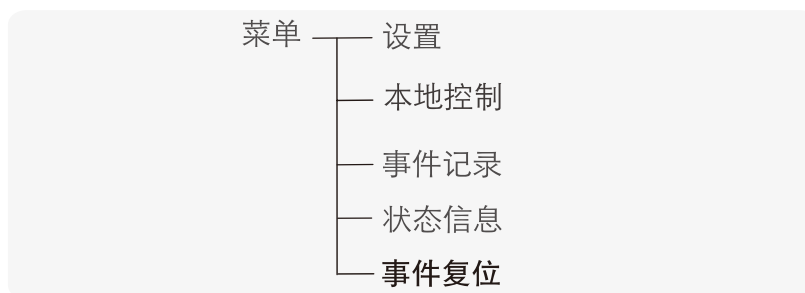 菜单 设置
本地控制
事件记录
状态信息
事件复位